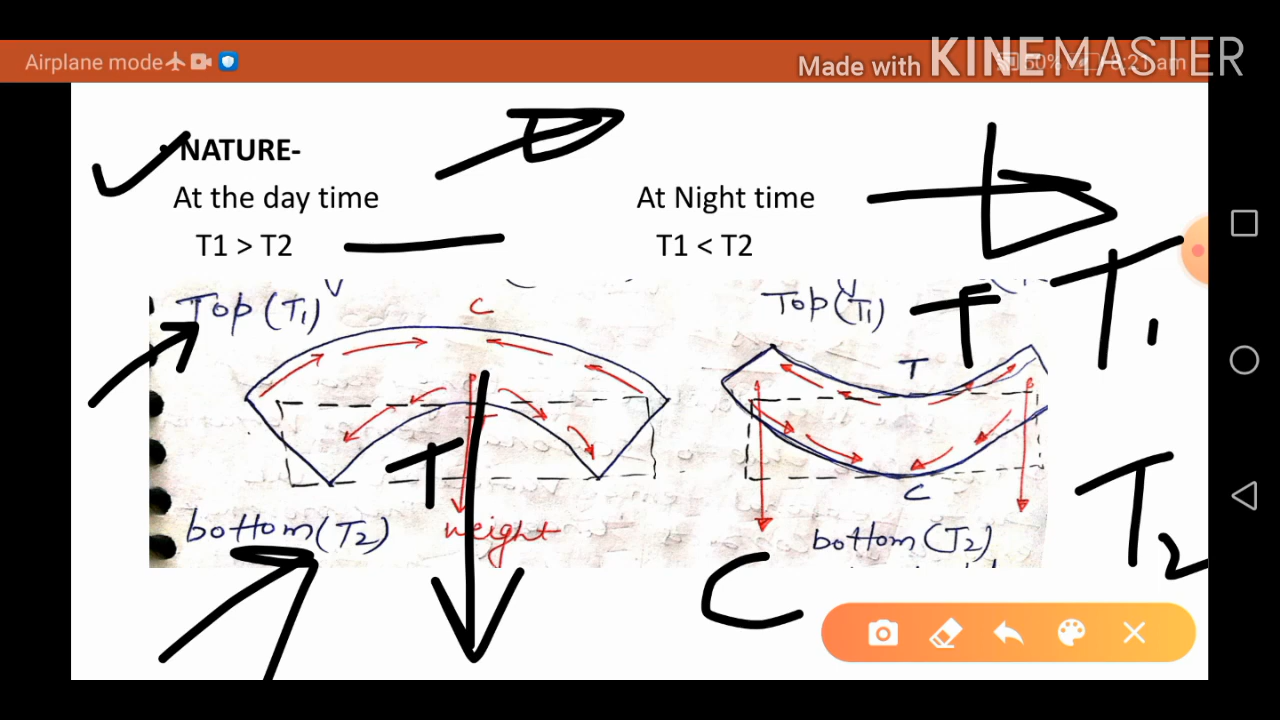 Airplane mode
Made with KINEMASTER
• NATURE-
At the day time
At Night time
T1 > T2
T1 < T2
Top (T1)
C
Top (T1)
T
T1
T
T
bottom (T2)
weight
C
bottom (T2)
T2
C